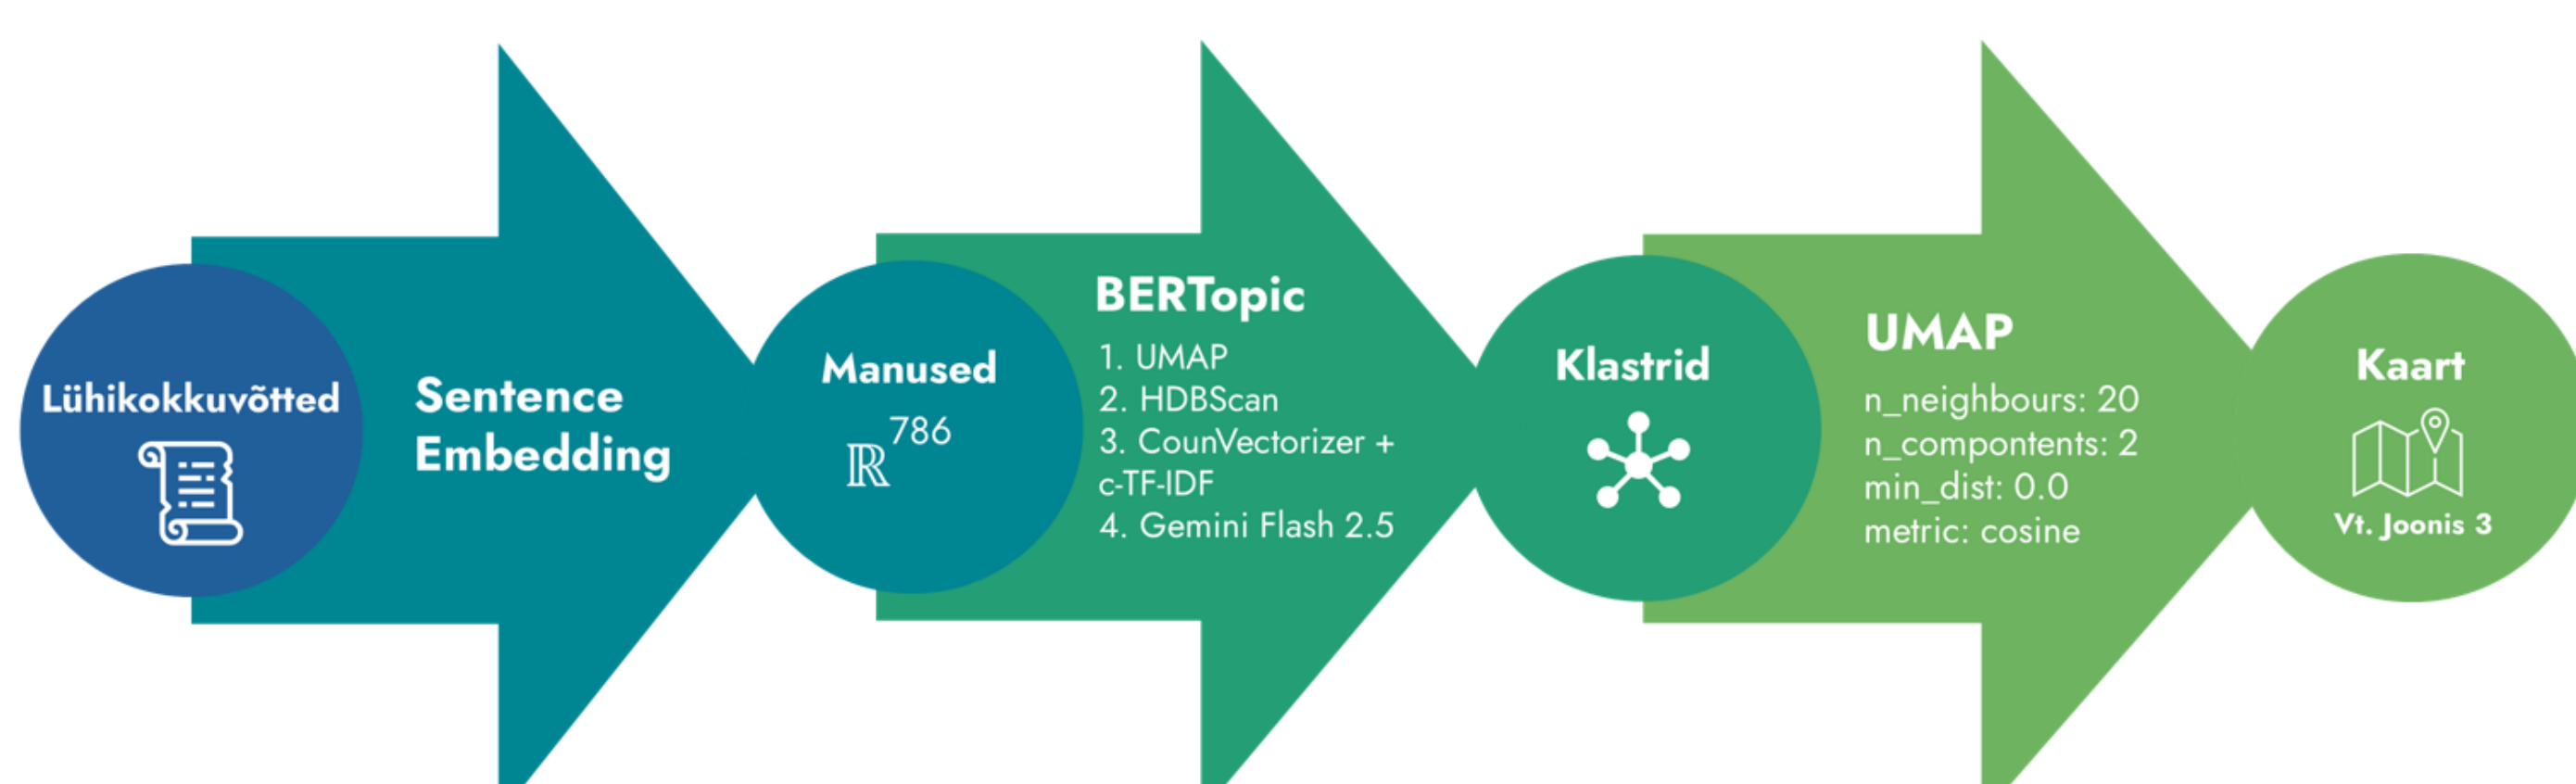 Lühikokkuvõtted
Sentence
Embedding
Manused
ℝ⁷⁸⁶
BERTopic
1. UMAP
2. HDBScan
3. CounVectorizer +
c-TF-IDF
4. Gemini Flash 2.5
Klastrid
UMAP
n_neighbours: 20
n_compontents: 2
min_dist: 0.0
metric: cosine
Kaart
Vt. Joonis 3